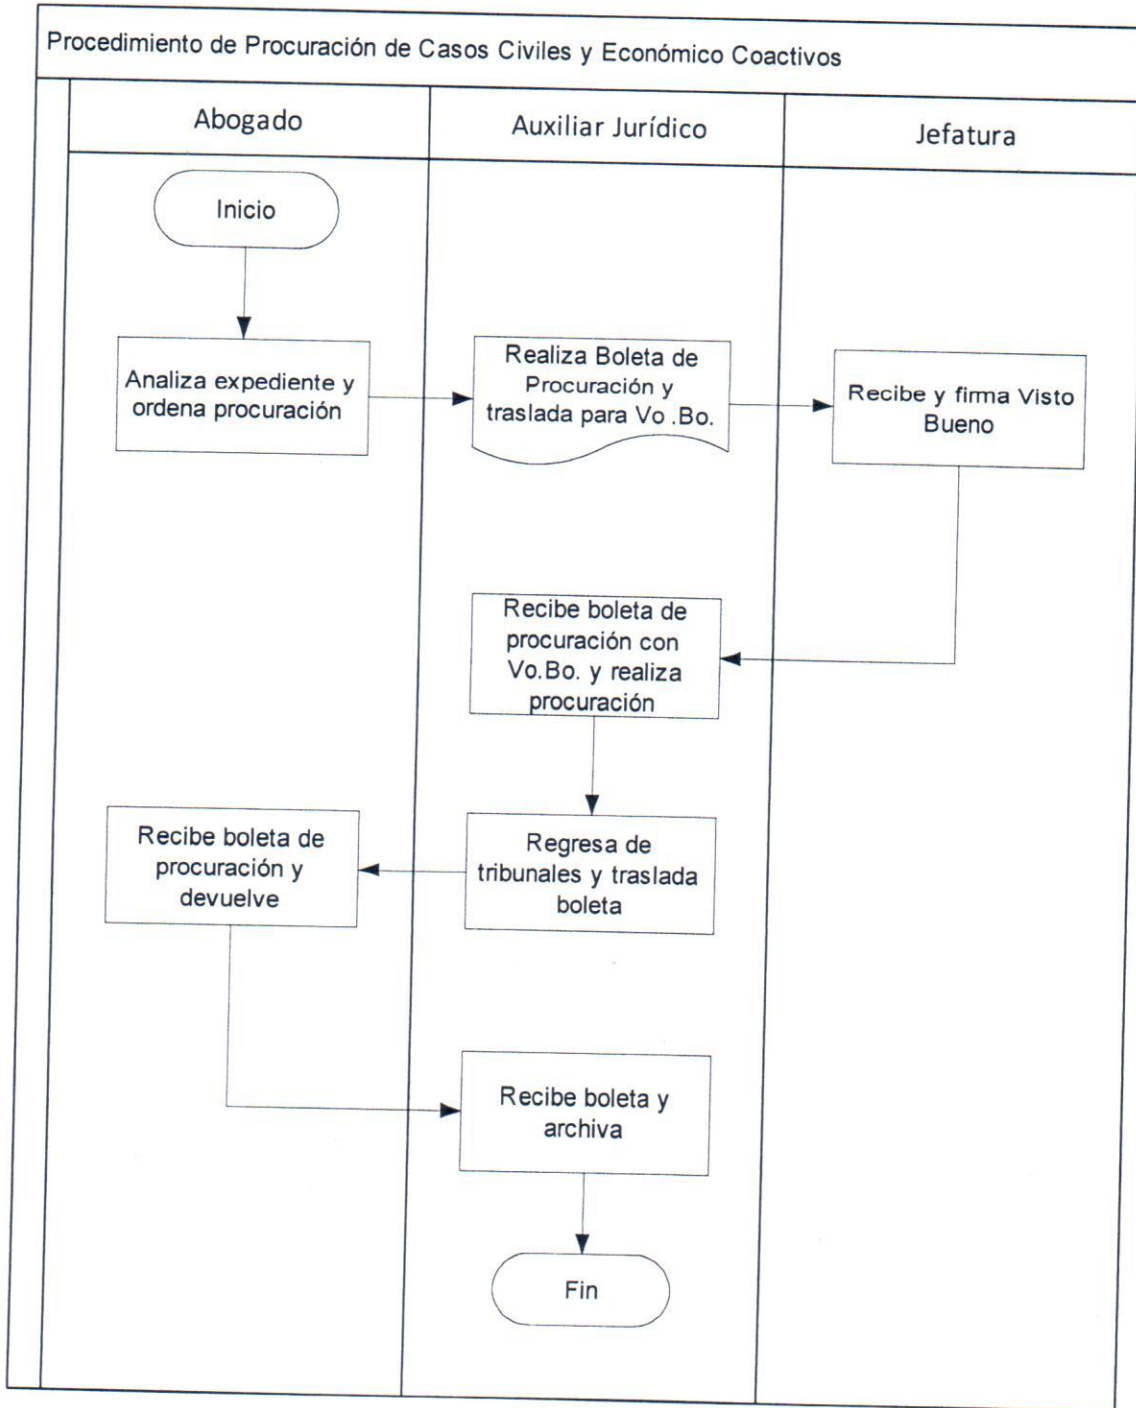 Procedimiento de Procuración de Casos Civiles y Económico Coactivos
Abogado
Auxiliar Jurídico
Jefatura
Inicio
Analiza expediente y
ordena procuración
Realiza Boleta de
Procuración y
traslada para Vo .Bo.
Recibe y firma Visto
Bueno
Recibe boleta de
procuración con
Vo.Bo. y realiza
procuración
Regresa de
tribunales y traslada
boleta
Recibe boleta de
procuración y
devuelve
Recibe boleta y
archiva
Fin